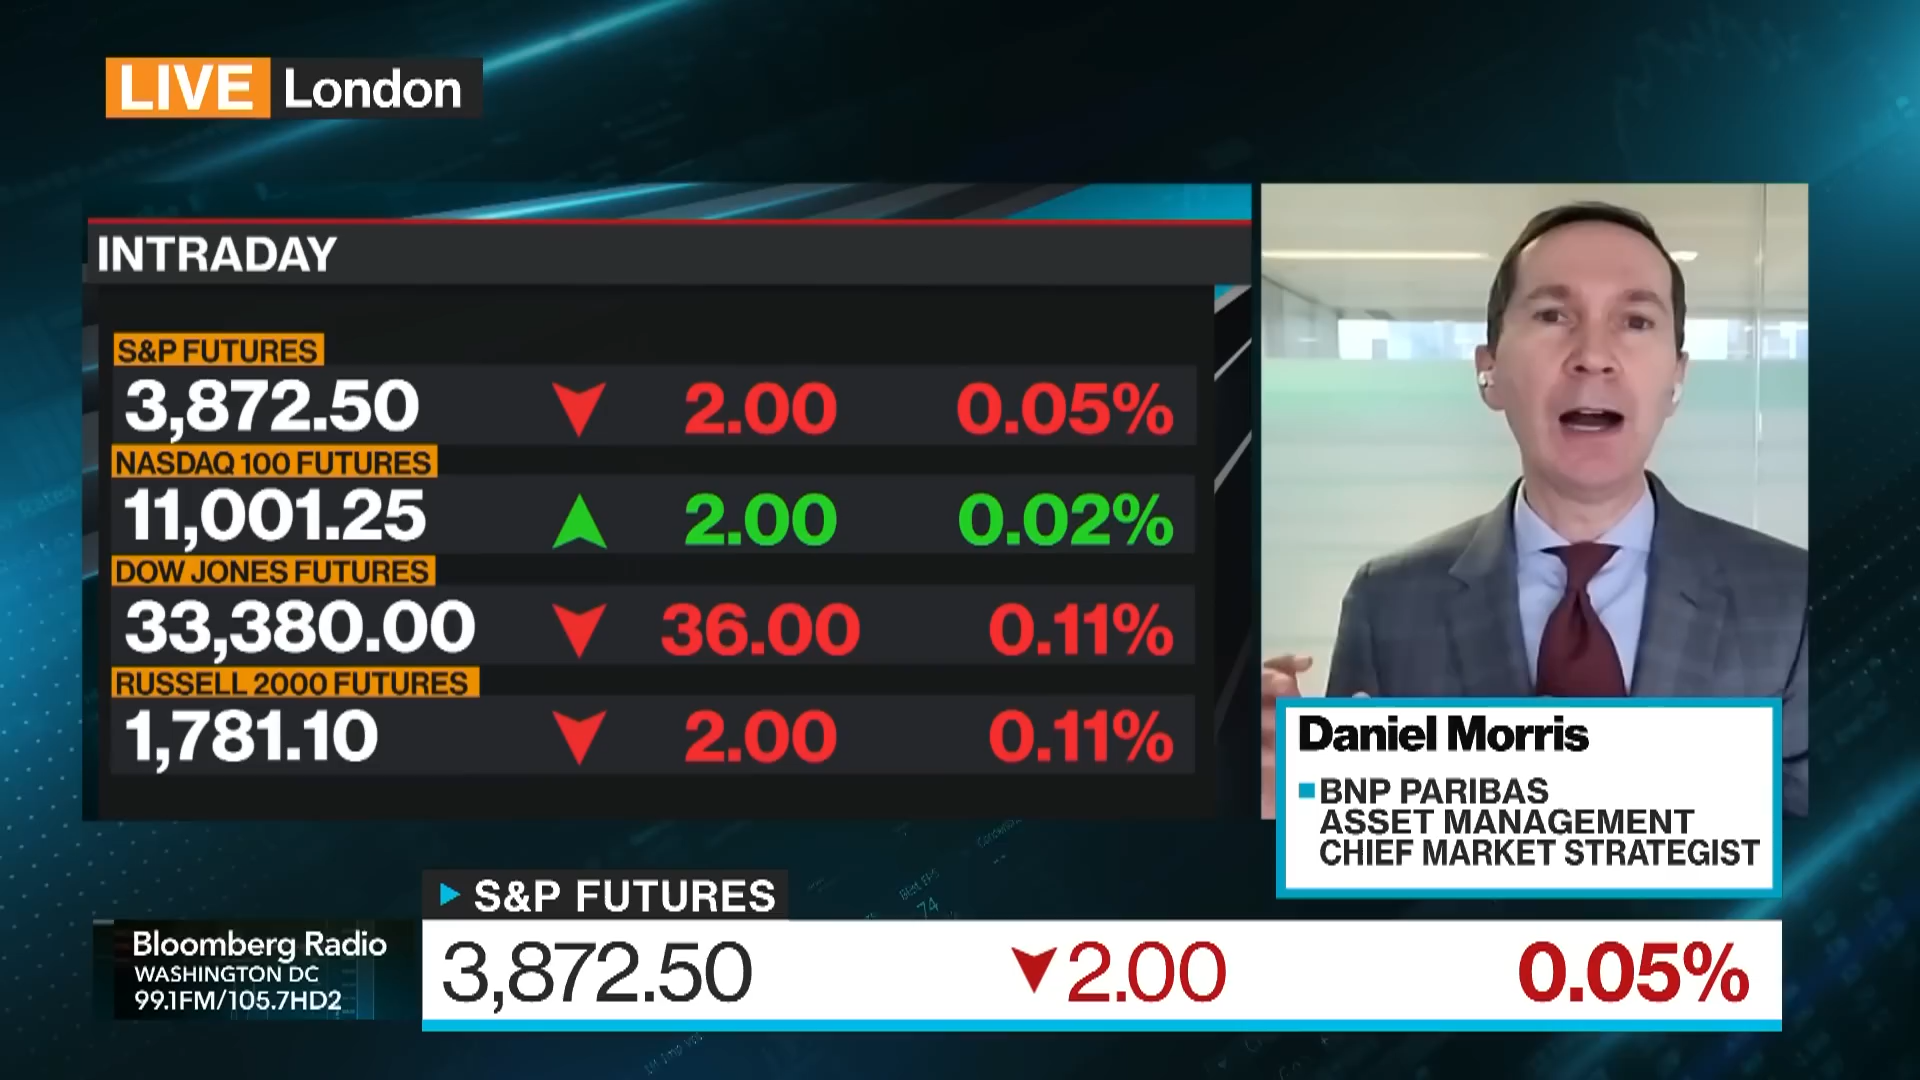 LIVE London
INTRADAY
S&P FUTURES
3,872.50 2.00 0.05%
NASDAQ 100 FUTURES
11,001.25 2.00 0.02%
DOW JONES FUTURES
33,380.00 36.00 0.11%
RUSSELL 2000 FUTURES
1,781.10 2.00 0.11%
Daniel Morris
BNP PARIBAS
ASSET MANAGEMENT
CHIEF MARKET STRATEGIST
S&P FUTURES
3,872.50 2.00 0.05%
Bloomberg Radio
WASHINGTON DC
99.1FM/105.7HD2
74